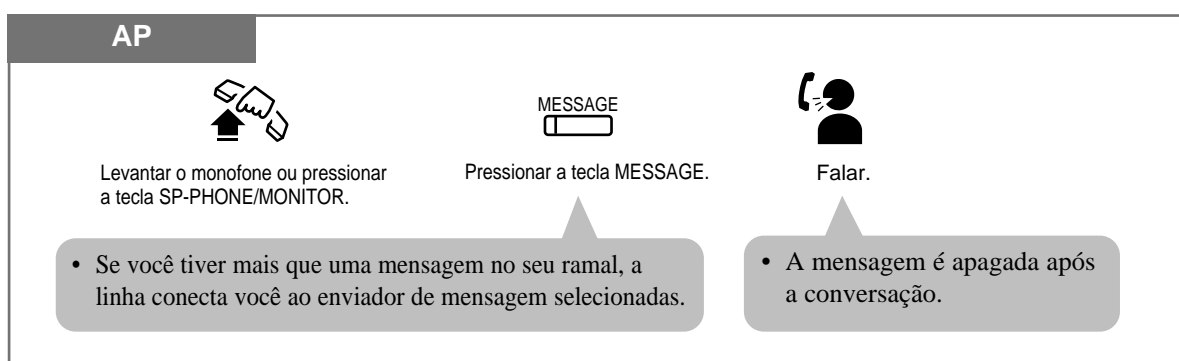 AP
MESSAGE
Levantar o monofone ou pressionar
a tecla SP-PHONE/MONITOR.
Pressionar a tecla MESSAGE.
Falar.
• Se você tiver mais que uma mensagem no seu ramal, a
linha conecta você ao enviador de mensagem selecionadas.
• A mensagem é apagada após
a conversação.